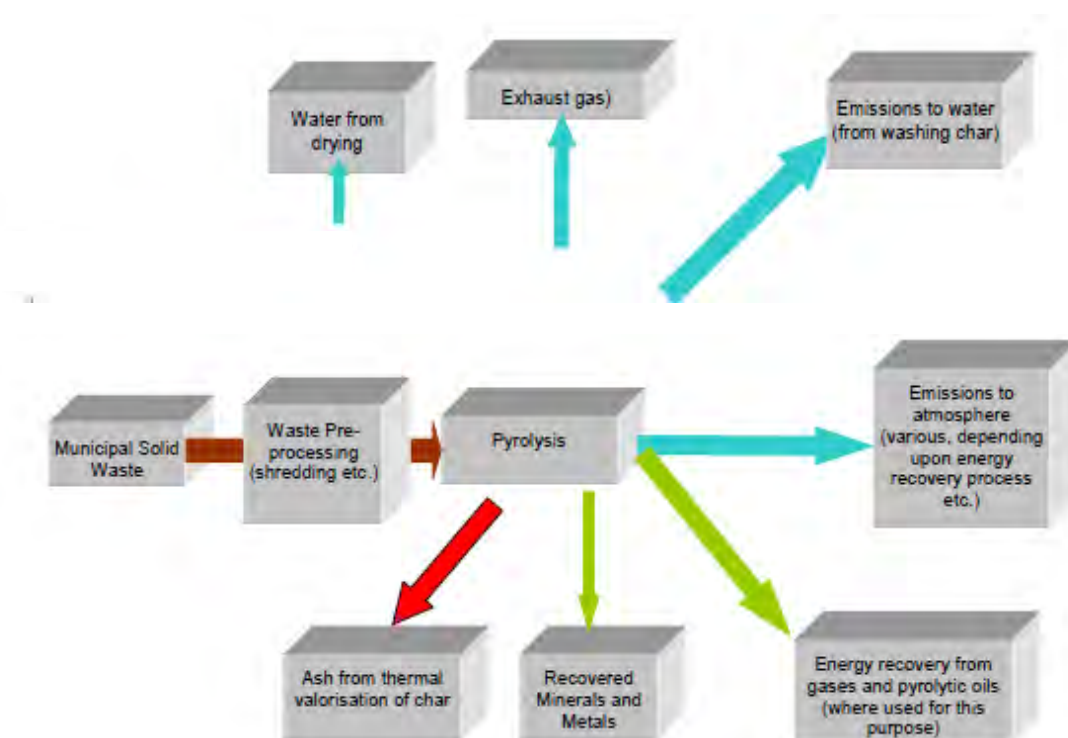 Water from
drying
Exhaust gas)
Emissions to water
(from washing char)
Municipal Solid
Waste
Waste Pre-
processing
(shredding etc.)
Pyrolysis
Emissions to
atmosphere
(various, depending
upon energy
recovery process
etc.)
Ash from thermal
valorisation of char
Recovered
Minerals and
Metals
Energy recovery from
gases and pyrolytic oils
(where used for this
purpose)